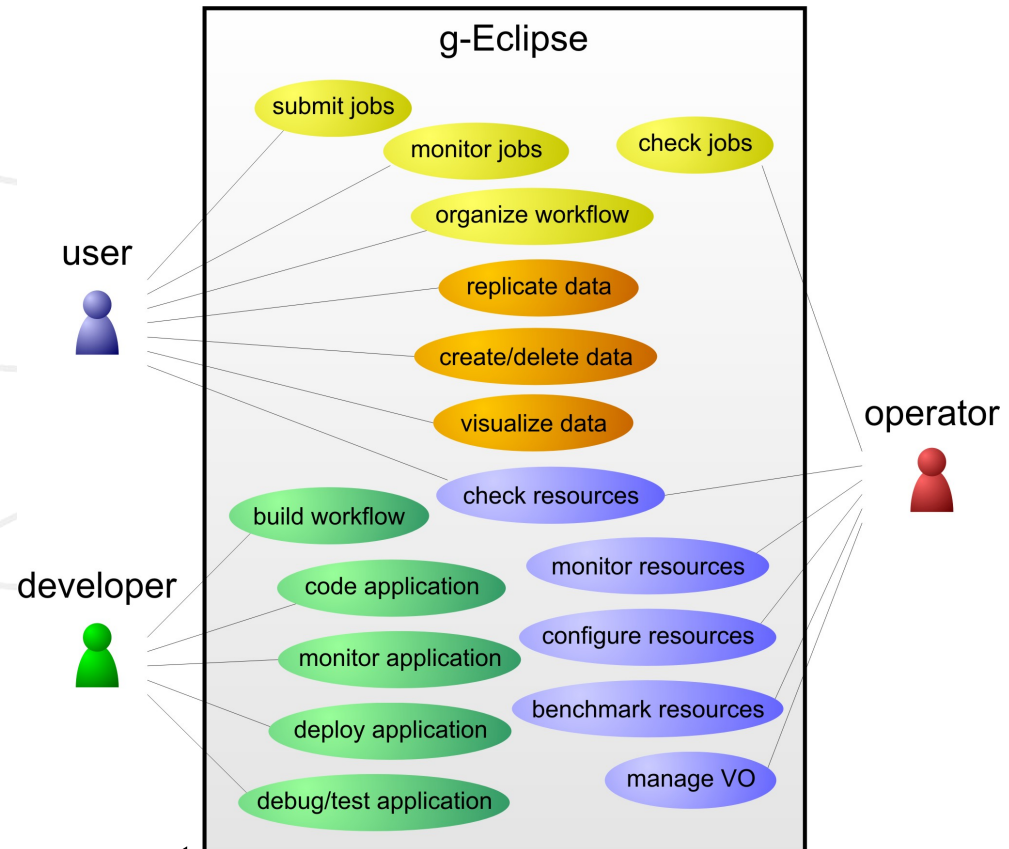 g-Eclipse
submit jobs
monitor jobs
check jobs
organize workflow
user
replicate data
create/delete data
visualize data
operator
check resources
build workflow
monitor resources
developer
code application
configure resources
monitor application
benchmark resources
deploy application
manage VO
debug/test application